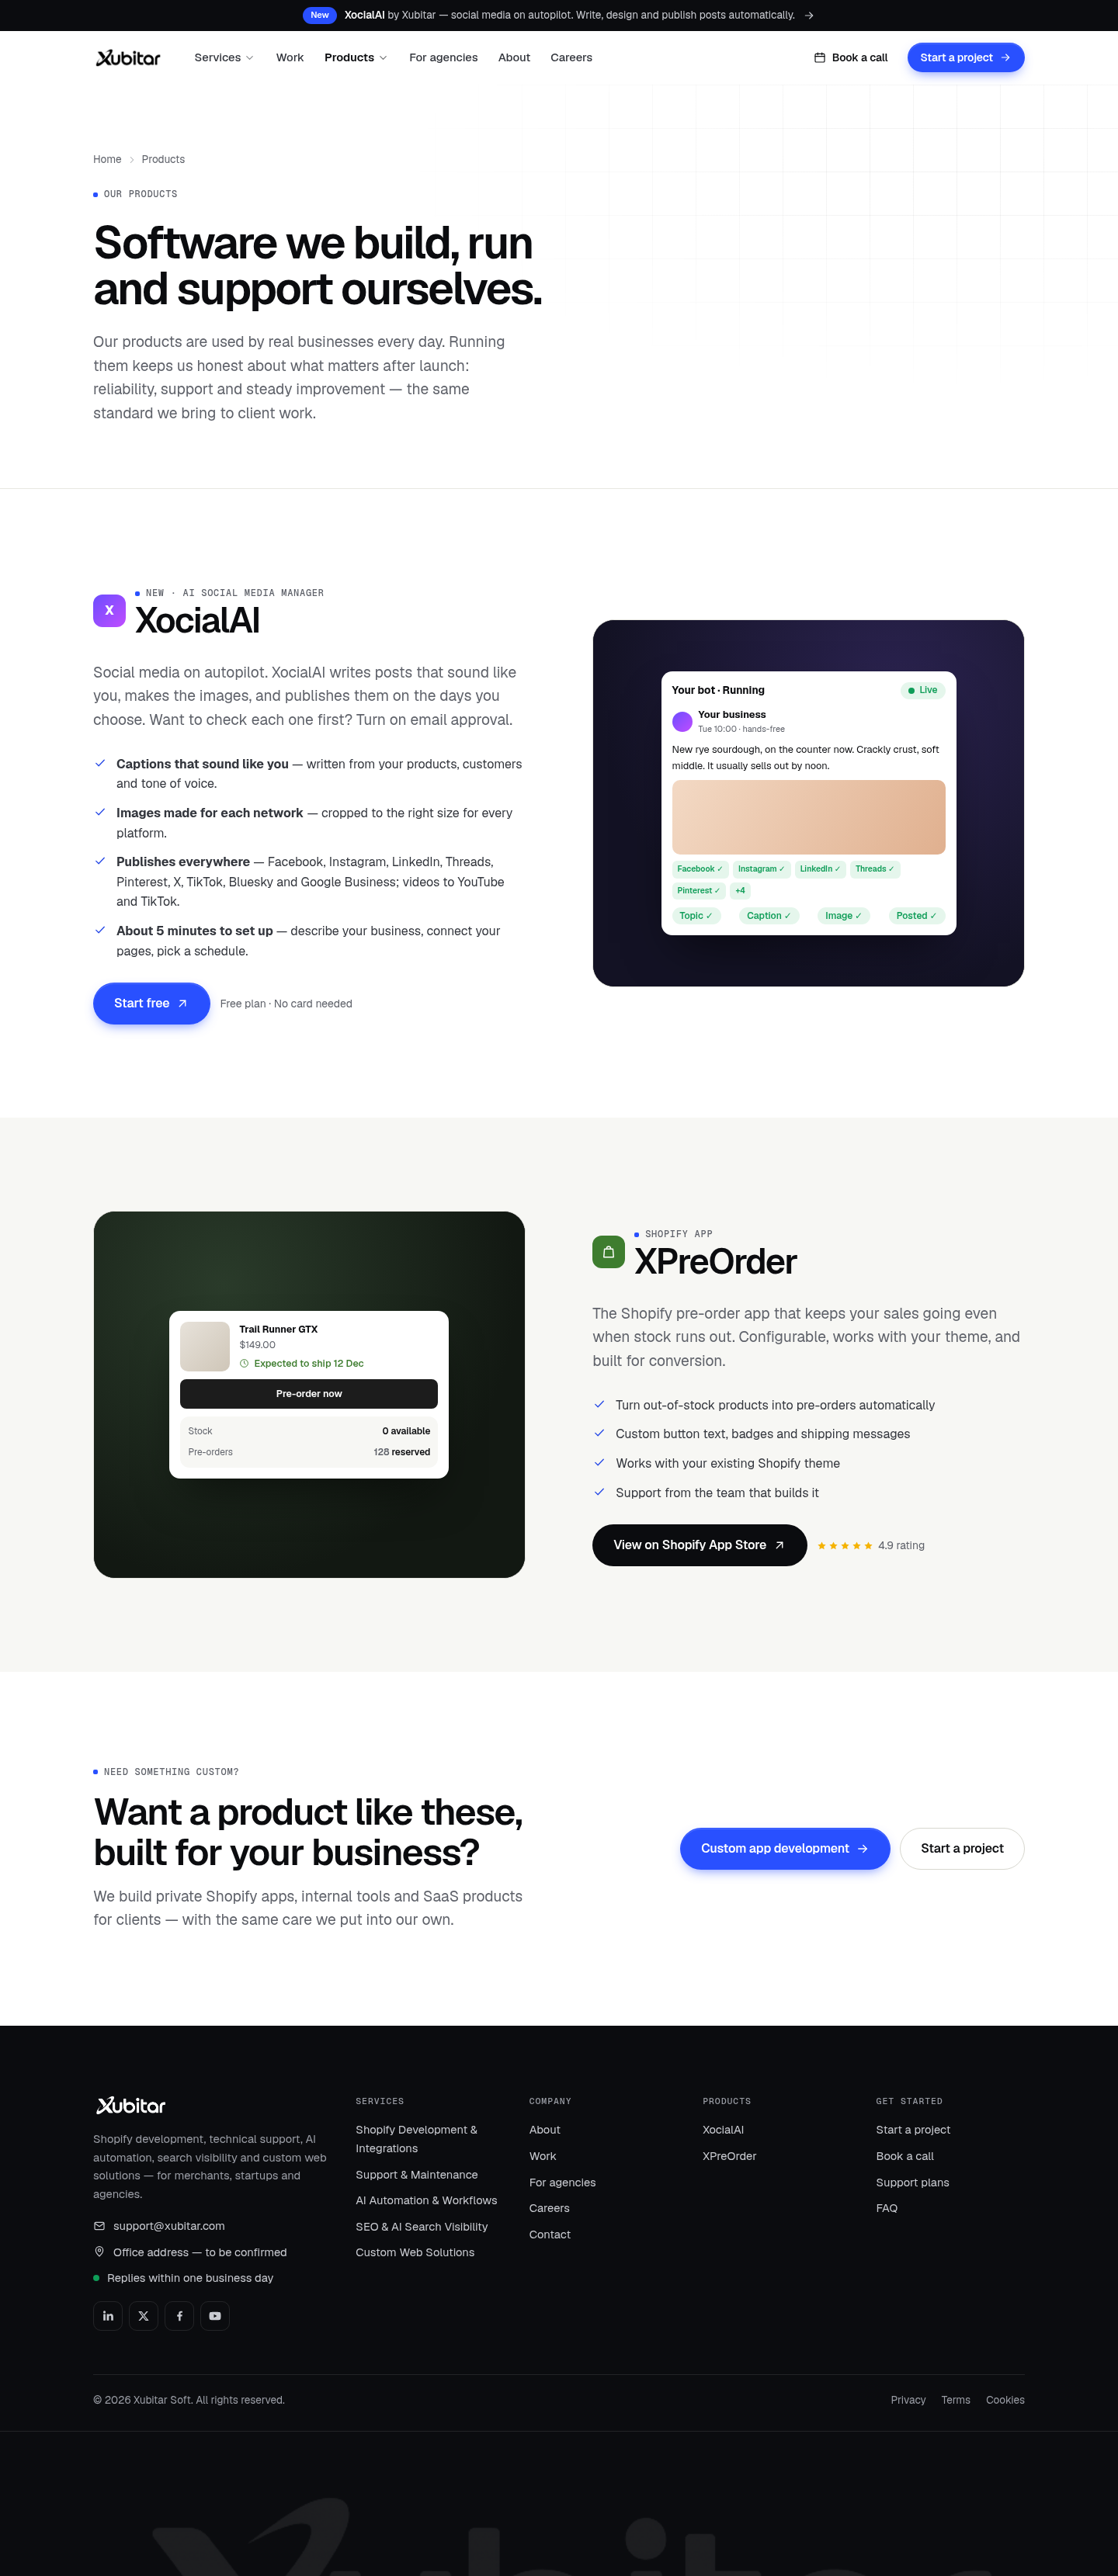 New XocialAI by Xubitar — social media on autopilot. Write, design and publish posts automatically. →
Xubitar Services Work Products For agencies About Careers Book a call Start a project →
Home > Products
OUR PRODUCTS
Software we build, run
and support ourselves.
Our products are used by real businesses every day. Running
them keeps us honest about what matters after launch:
reliability, support and steady improvement — the same
standard we bring to client work.
X
NEW · AI SOCIAL MEDIA MANAGER
XocialAI
Social media on autopilot. XocialAI writes posts that sound like
you, makes the images, and publishes them on the days you
choose. Want to check each one first? Turn on email approval.
Captions that sound like you — written from your products, customers
and tone of voice.
Images made for each network — cropped to the right size for every
platform.
Publishes everywhere — Facebook, Instagram, LinkedIn, Threads,
Pinterest, X, TikTok, Bluesky and Google Business; videos to YouTube
and TikTok.
About 5 minutes to set up — describe your business, connect your
pages, pick a schedule.
Start free Free plan · No card needed
Your bot · Running Live
Your business
Tue 10:00 · hands-free
New rye sourdough, on the counter now. Crackly crust, soft
middle. It usually sells out by noon.
Facebook ✓ Instagram ✓ LinkedIn ✓ Threads ✓
Pinterest ✓ +4
Topic ✓ Caption ✓ Image ✓ Posted ✓
Trail Runner GTX
$149.00
Expected to ship 12 Dec
Pre-order now
Stock 0 available
Pre-orders 128 reserved
SHOPIFY APP
XPreOrder
The Shopify pre-order app that keeps your sales going even
when stock runs out. Configurable, works with your theme, and
built for conversion.
Turn out-of-stock products into pre-orders automatically
Custom button text, badges and shipping messages
Works with your existing Shopify theme
Support from the team that builds it
View on Shopify App Store ★★★★★ 4.9 rating
NEED SOMETHING CUSTOM?
Want a product like these,
built for your business?
We build private Shopify apps, internal tools and SaaS products
for clients — with the same care we put into our own.
Custom app development → Start a project
Xubitar
Shopify development, technical support, AI
automation, search visibility and custom web
solutions — for merchants, startups and
agencies.
support@xubitar.com
Office address — to be confirmed
Replies within one business day
SERVICES
Shopify Development &
Integrations
Support & Maintenance
AI Automation & Workflows
SEO & AI Search Visibility
Custom Web Solutions
COMPANY
About
Work
For agencies
Careers
Contact
PRODUCTS
XocialAI
XPreOrder
GET STARTED
Start a project
Book a call
Support plans
FAQ
© 2026 Xubitar Soft. All rights reserved. Privacy Terms Cookies
Xubitar